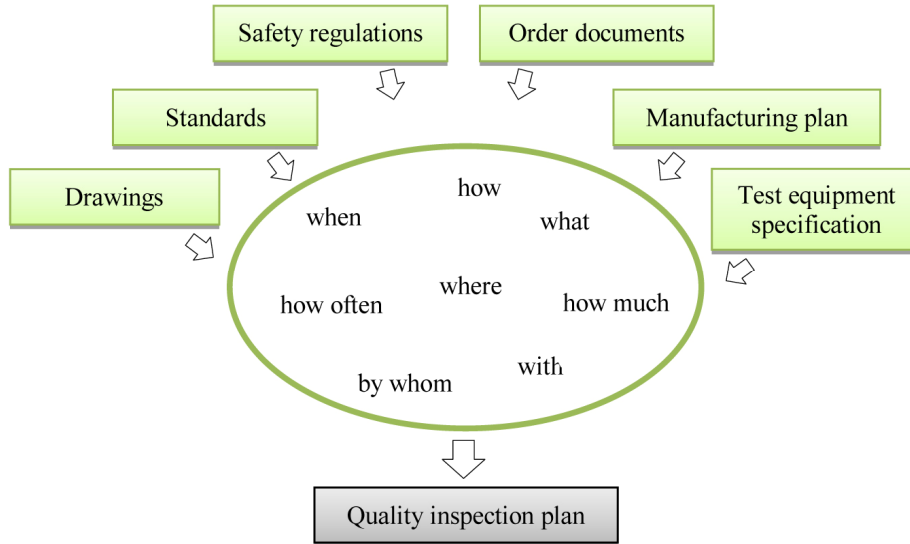 Safety regulations
Order documents
Standards
Manufacturing plan
Drawings
Test equipment
specification
how
when
what
where
how often
how much
with
by whom
Quality inspection plan